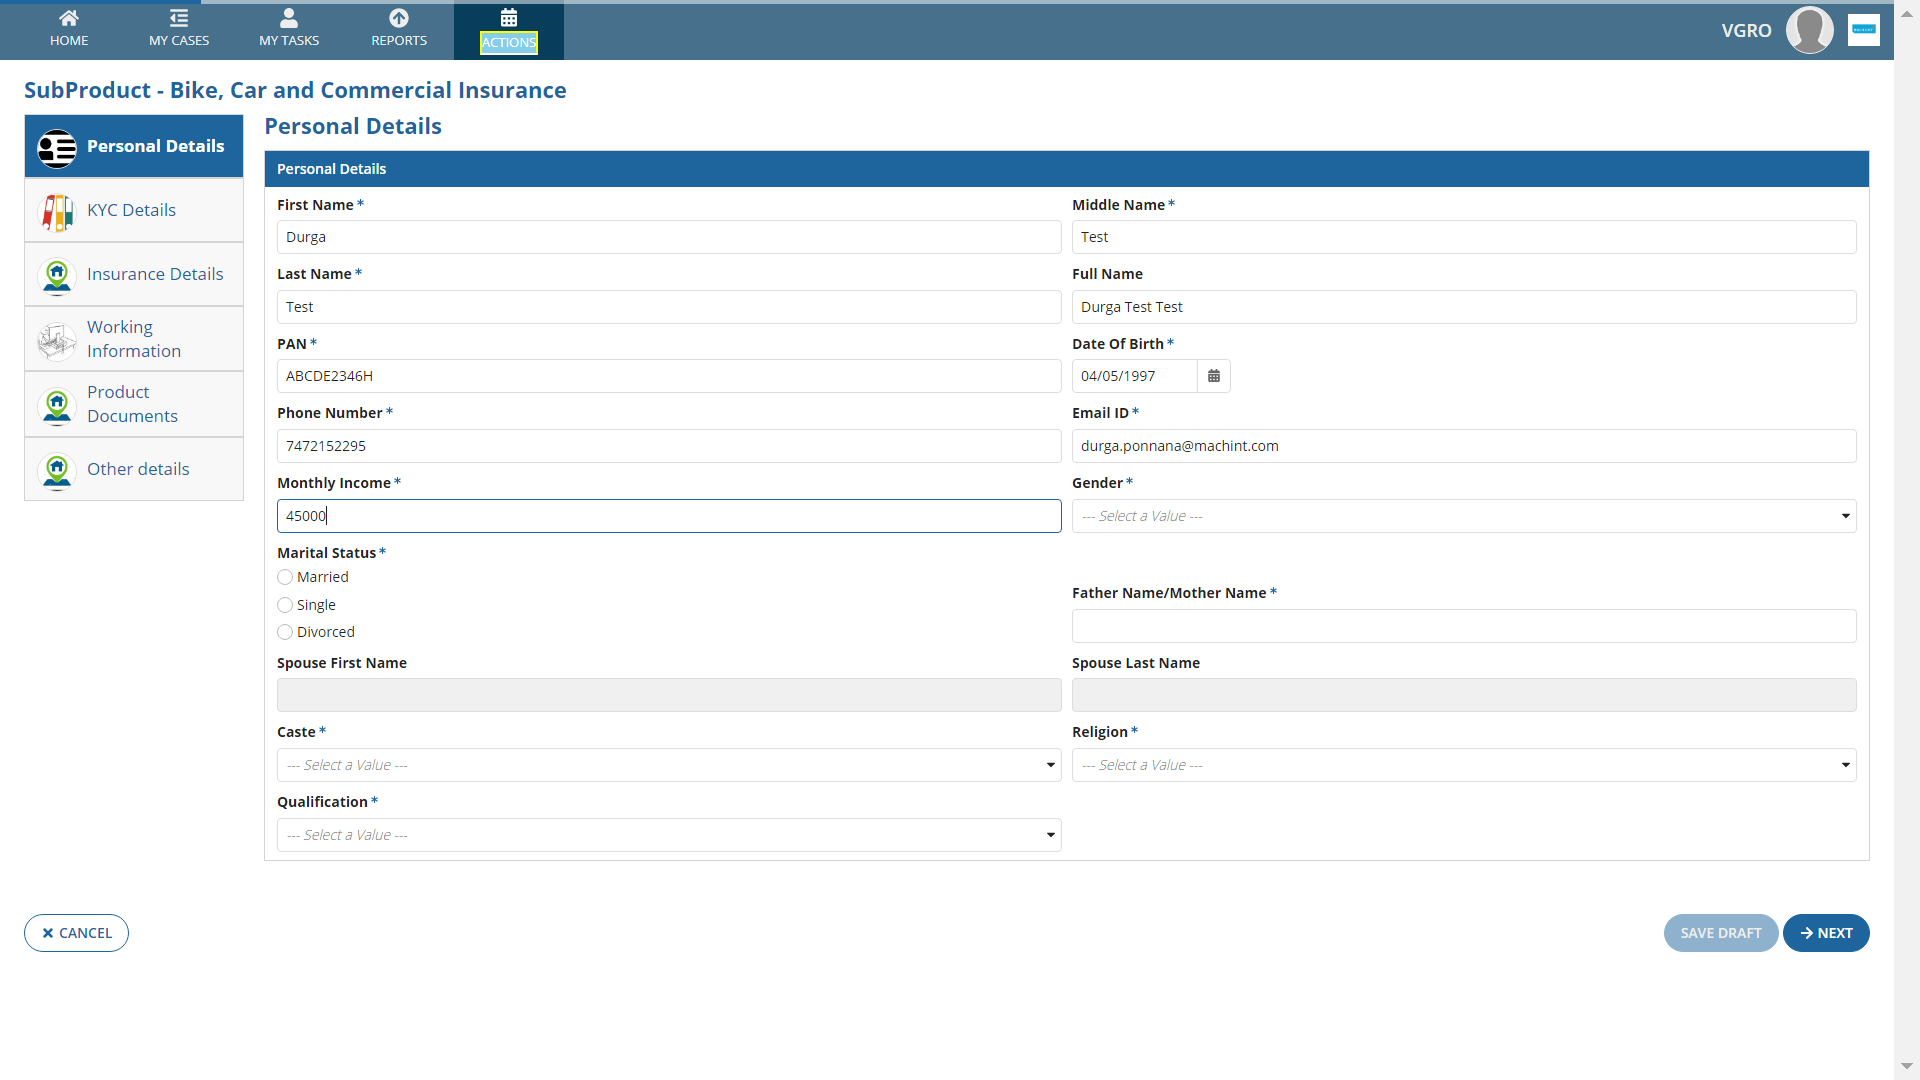 HOME
MY CASES
MY TASKS
REPORTS
ACTIONS
VGRO
SubProduct - Bike, Car and Commercial Insurance
Personal Details
KYC Details
Insurance Details
Working
Information
Product
Documents
Other details
Personal Details
Personal Details
First Name *
Durga
Middle Name *
Test
Last Name *
Test
Full Name
Durga Test Test
PAN *
ABCDE2346H
Date Of Birth *
04/05/1997
Phone Number *
7472152295
Email ID *
durga.ponnana@machint.com
Monthly Income *
45000
Gender *
--- Select a Value ---
Marital Status *
Married
Single
Divorced
Father Name/Mother Name *
Spouse First Name
Spouse Last Name
Caste *
--- Select a Value ---
Religion *
--- Select a Value ---
Qualification *
--- Select a Value ---
CANCEL
SAVE DRAFT
NEXT